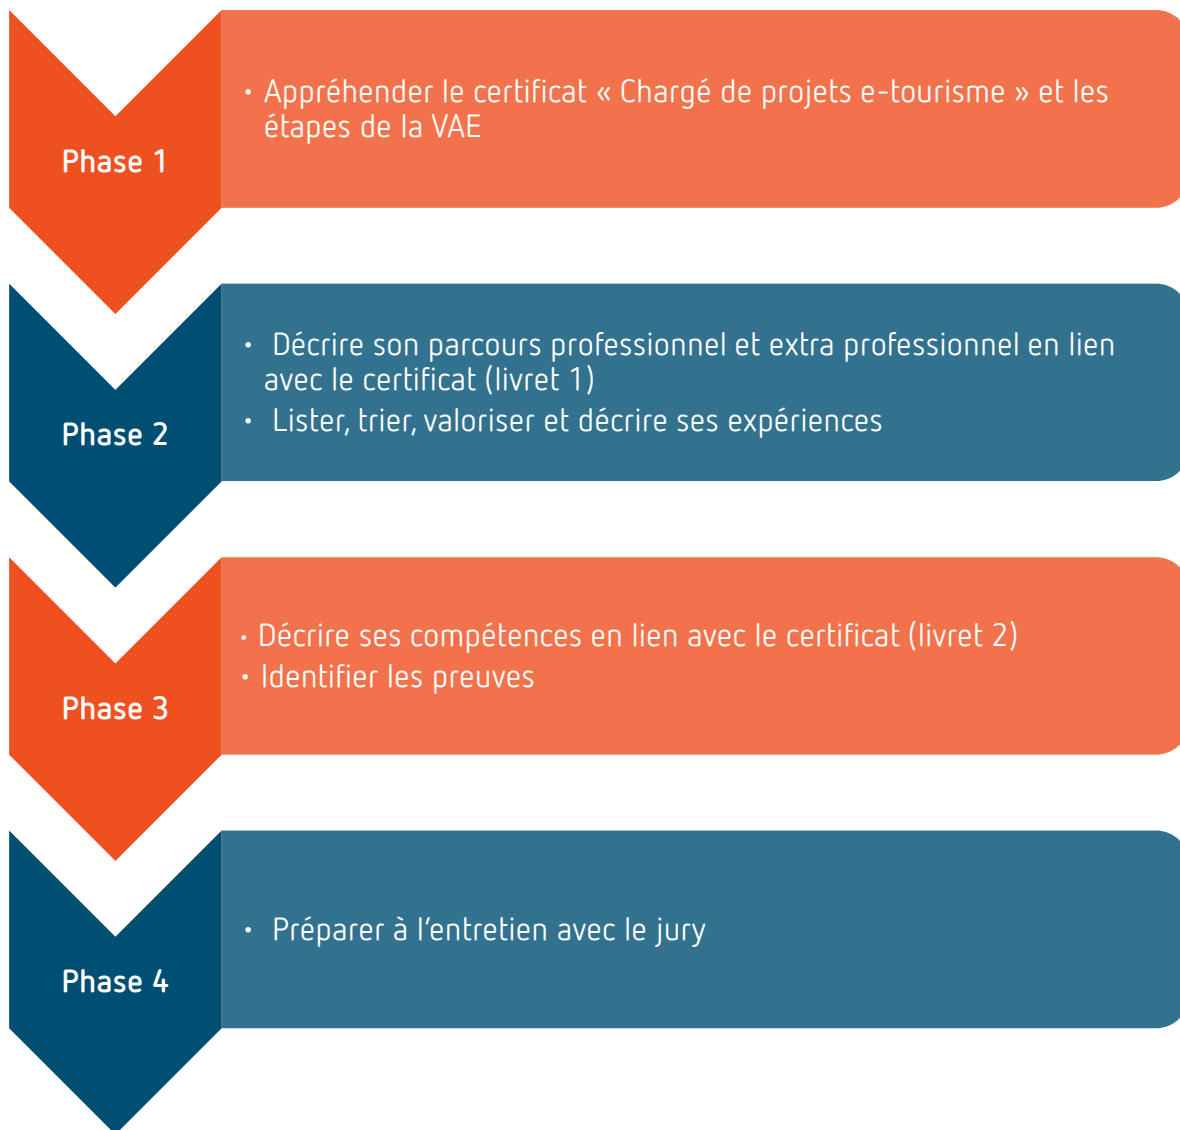 Phase 1
• Appréhender le certificat « Chargé de projets e-tourisme » et les
étapes de la VAE
Phase 2
• Décrire son parcours professionnel et extra professionnel en lien
avec le certificat (livret 1)
• Lister, trier, valoriser et décrire ses expériences
Phase 3
• Décrire ses compétences en lien avec le certificat (livret 2)
• Identifier les preuves
Phase 4
• Préparer à l’entretien avec le jury